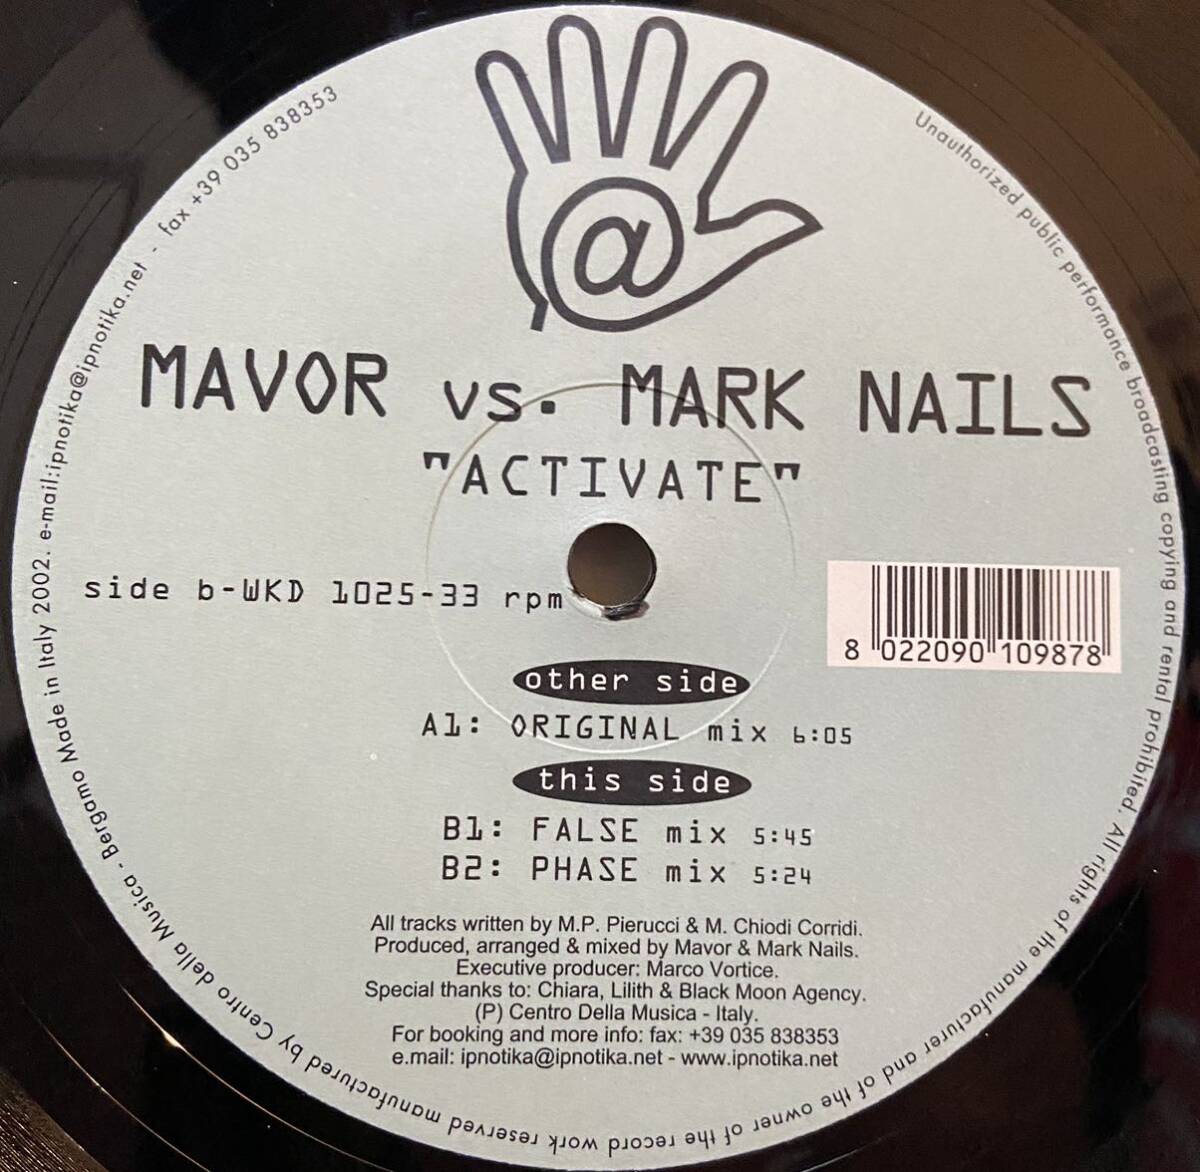 @
MAVOR vs. MARK NAILS
"ACTIVATE"
side b-WKD 1025-33 rpm
8 022090 109878
other side
A1: ORIGINAL mix 6:05
this side
B1: FALSE mix 5:45
B2: PHASE mix 5:24
All tracks written by M.P. Pierucci & M. Chiodi Corridi.
Produced, arranged & mixed by Mavor & Mark Nails.
Executive producer: Marco Vortice.
Special thanks to: Chiara, Lilith & Black Moon Agency.
(P) Centro Della Musica - Italy.
For booking and more info: fax: +39 035 838353
e.mail: ipnotika@ipnotika.net - www.ipnotika.net
Unauthorized public performance broadcasting copying and rental prohibited. All rights of the manufacturer and of the owner of the record work reserved manufactured by Centro della Musica - Bergamo Made in Italy 2002. e-mail:ipnotika@ipnotika.net - fax +39 035 838353